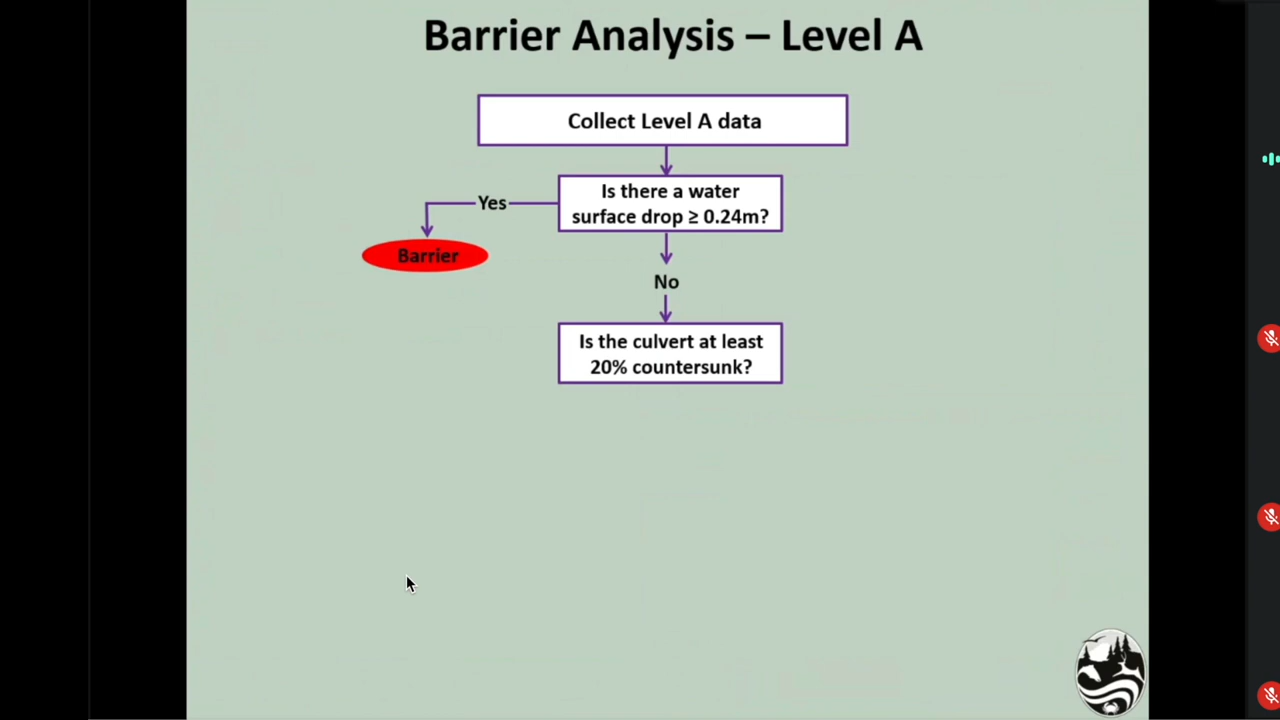 Barrier Analysis – Level A
Collect Level A data
Is there a water
surface drop ≥ 0.24m?
Yes
Barrier
No
Is the culvert at least
20% countersunk?